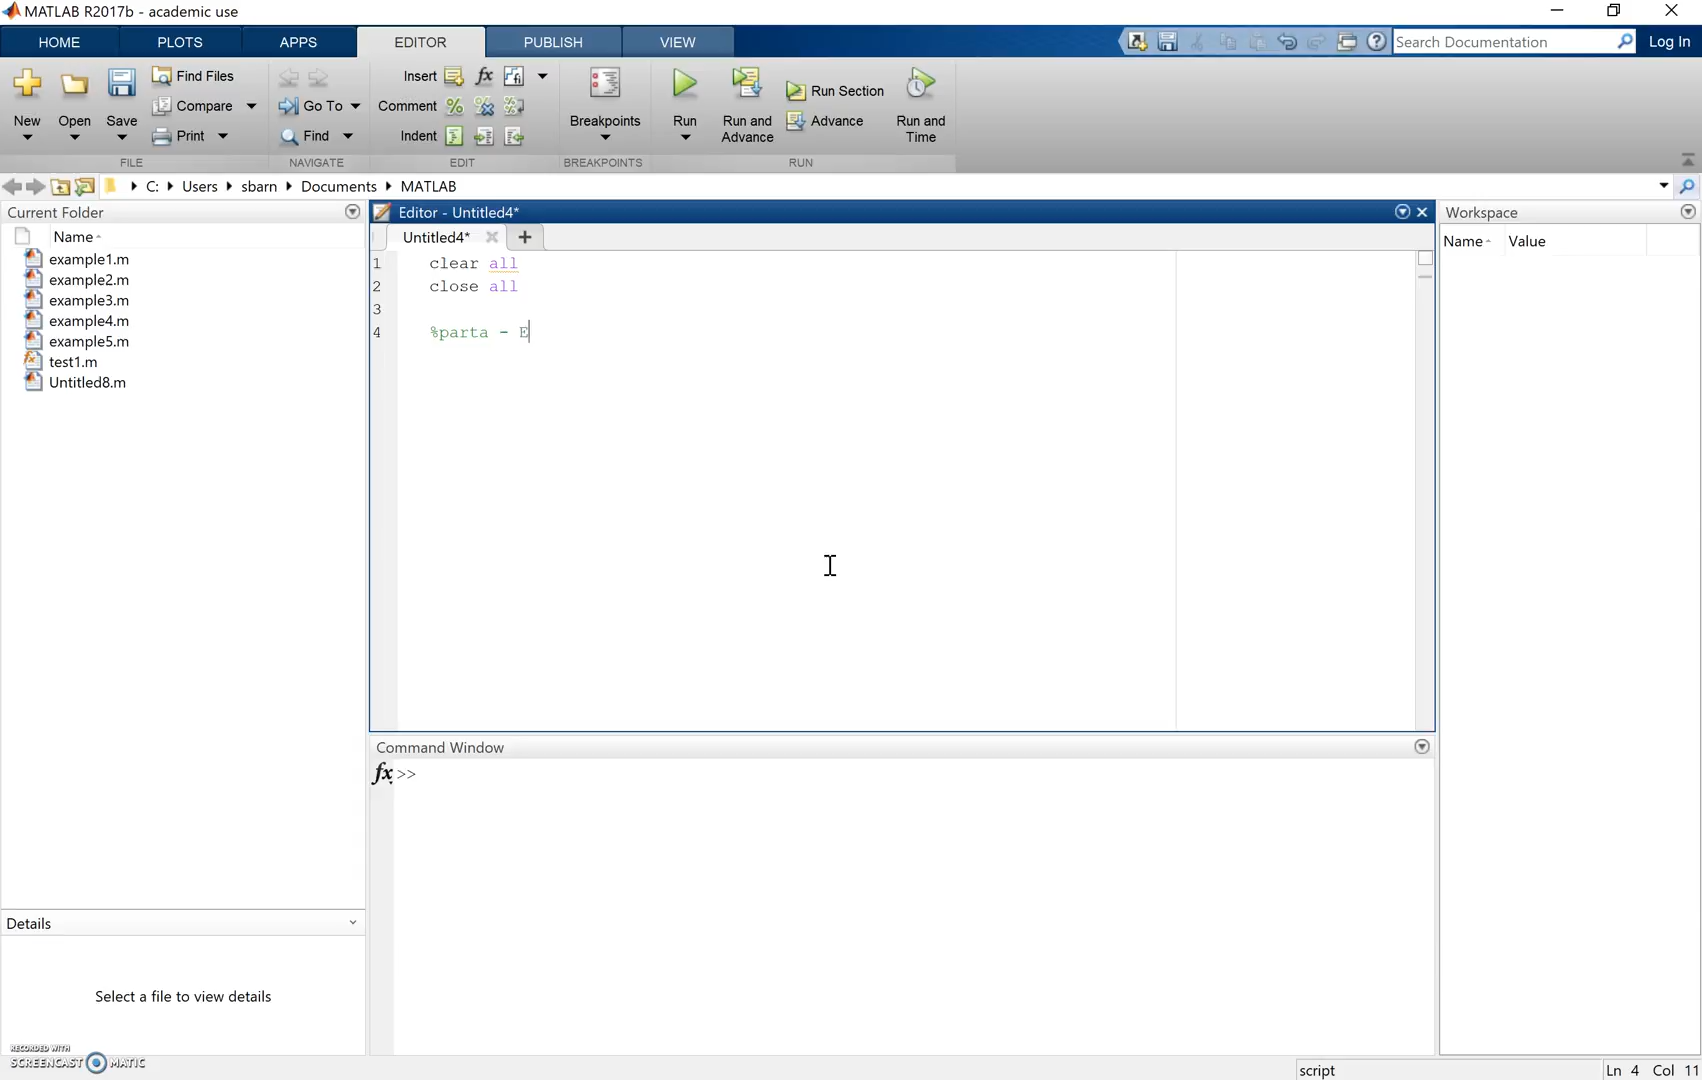 MATLAB R2017b - academic use
HOME PLOTS APPS EDITOR PUBLISH VIEW
Search Documentation Log In
New Open Save
Find Files
Compare
Print
FILE
Go To
Find
NAVIGATE
Insert fx
Comment
Indent
EDIT
Breakpoints
BREAKPOINTS
Run
Run and Advance
Run Section
Advance
Run and Time
RUN
C: Users sbarn Documents MATLAB
Current Folder
Name
example1.m
example2.m
example3.m
example4.m
example5.m
test1.m
Untitled8.m
Details
Select a file to view details
Editor - Untitled4*
Untitled4*
1 clear all
2 close all
3
4 %parta - E
Command Window
fx >>
Workspace
Name Value
RECORDED WITH
SCREENCAST MATIC
script Ln 4 Col 11